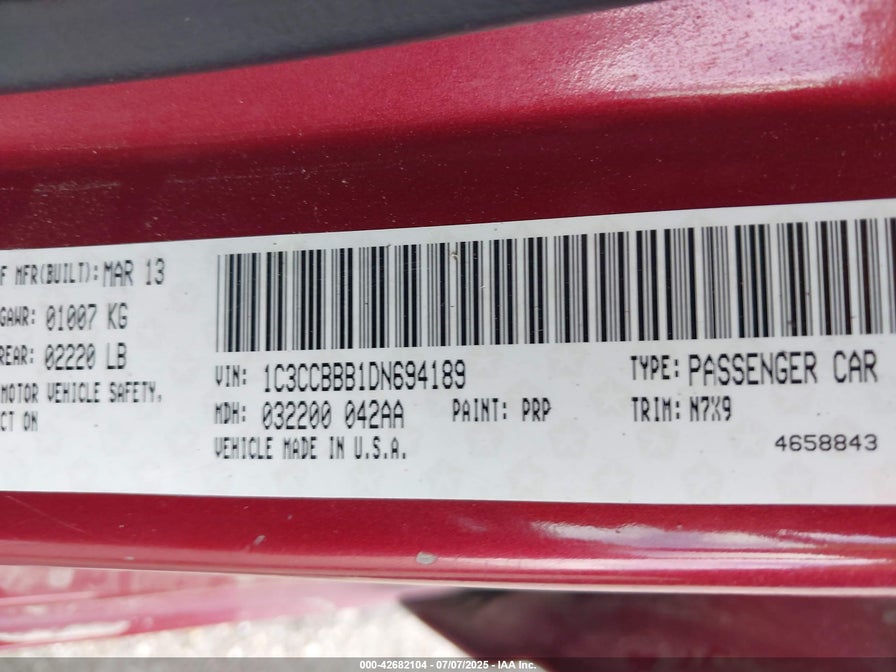 F MFR(BUILT): MAR 13
GAWR: 01007 KG
REAR: 02220 LB
MOTOR VEHICLE SAFETY,
CT ON
VIN: 1C3CCBBB1DN694189
TYPE: PASSENGER CAR
MDH: 032200 042AA
PAINT: PRP
TRIM: N7X9
VEHICLE MADE IN U.S.A.
4658843
000-42682104 | 07/07/2025 - IAA Inc.